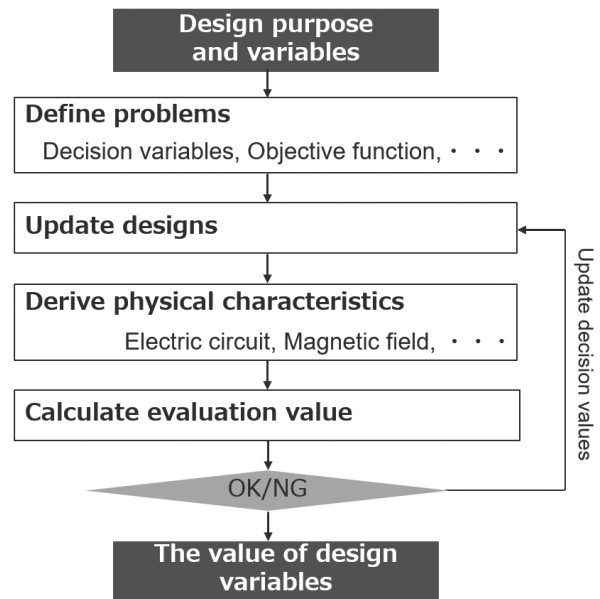 Design purpose
and variables
Define problems
Decision variables, Objective function, ・・・
Update designs
Derive physical characteristics
Electric circuit, Magnetic field, ・・・
Calculate evaluation value
OK/NG
Update decision values
The value of design
variables